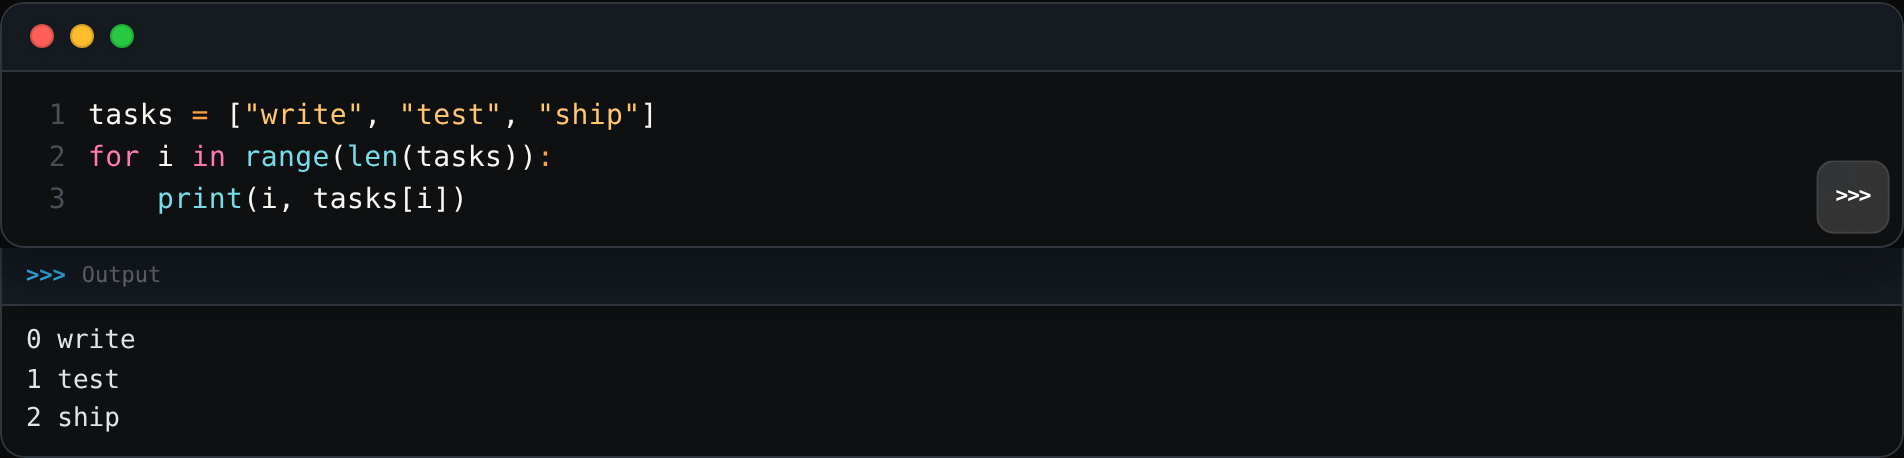 1 tasks = ["write", "test", "ship"]
2 for i in range(len(tasks)):
3     print(i, tasks[i])
>>>
>>> Output
0 write
1 test
2 ship